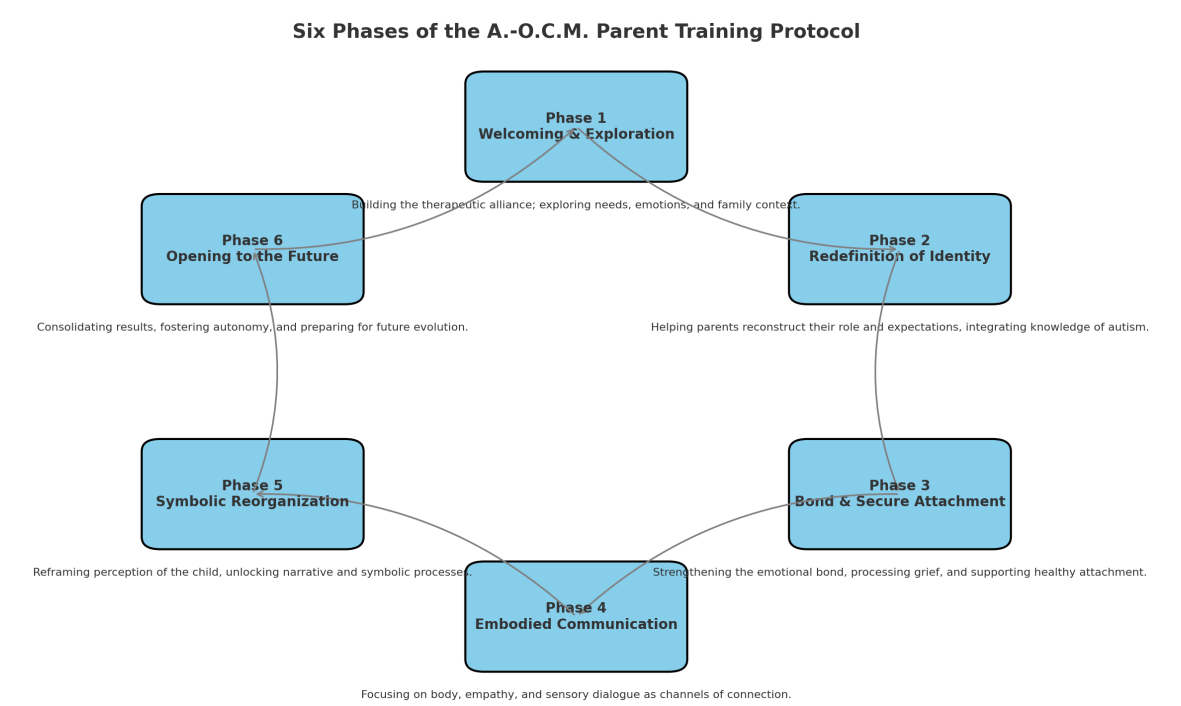 Six Phases of the A.-O.C.M. Parent Training Protocol
Phase 1
Welcoming & Exploration
Building the therapeutic alliance; exploring needs, emotions, and family context.
Phase 2
Redefinition of Identity
Helping parents reconstruct their role and expectations, integrating knowledge of autism.
Phase 3
Bond & Secure Attachment
Strengthening the emotional bond, processing grief, and supporting healthy attachment.
Phase 4
Embodied Communication
Focusing on body, empathy, and sensory dialogue as channels of connection.
Phase 5
Symbolic Reorganization
Reframing perception of the child, unlocking narrative and symbolic processes.
Phase 6
Opening to the Future
Consolidating results, fostering autonomy, and preparing for future evolution.